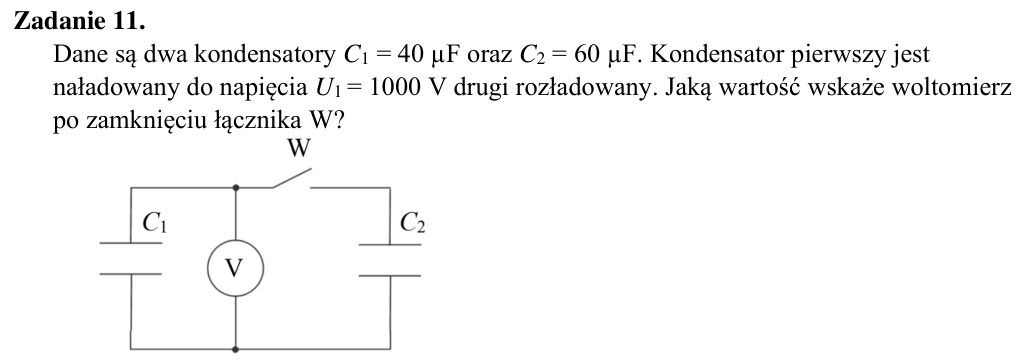 Zadanie 11.
Dane są dwa kondensatory C₁ = 40 μF oraz C₂ = 60 μF. Kondensator pierwszy jest
naładowany do napięcia U₁ = 1000 V drugi rozładowany. Jaką wartość wskaże woltomierz
po zamknięciu łącznika W?
W
C₁
C₂
V